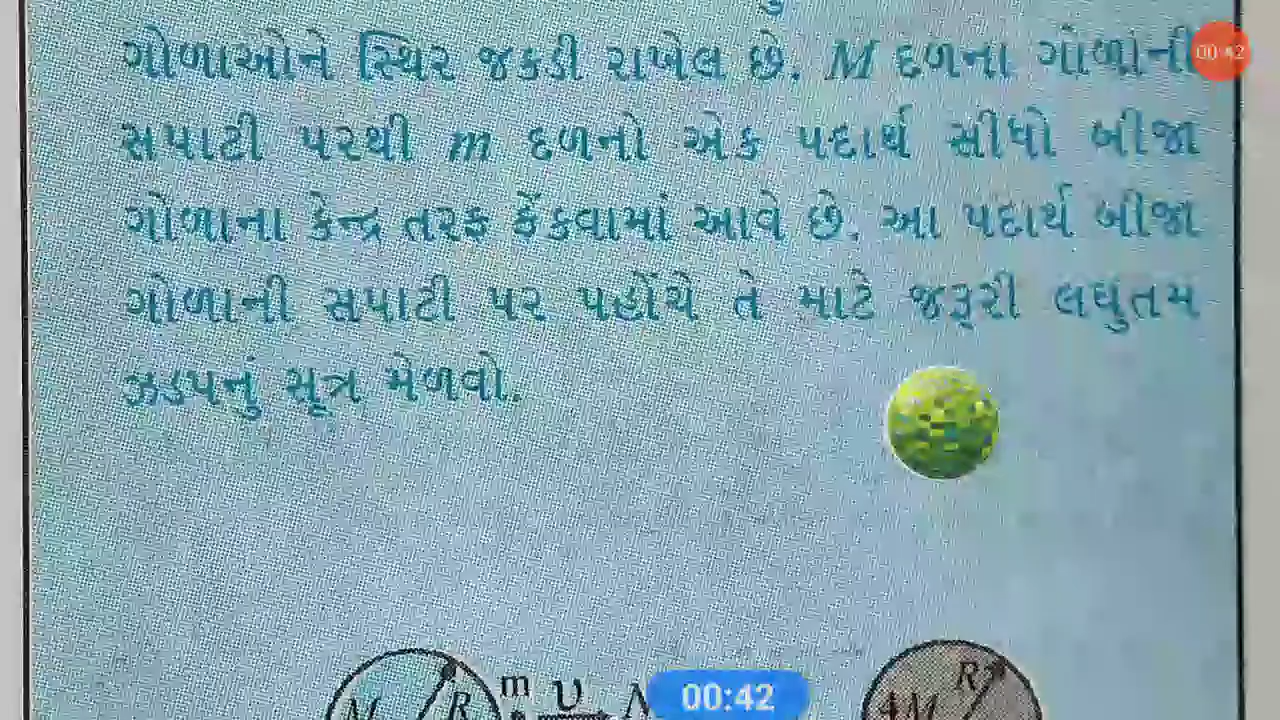 ગોળાઓને સ્થિર જકડી રાખેલ છે. M દળના ગોળાની
00:42
સપાટી પરથી m દળનો એક પદાર્થ સીધો બીજા
ગોળાના કેન્દ્ર તરફ ફેંકવામાં આવે છે. આ પદાર્થ બીજા
ગોળાની સપાટી પર પહોંચે તે માટે જરૂરી લઘુતમ
ઝડપનું સૂત્ર મેળવો.
M R m υ N 4M R
00:42